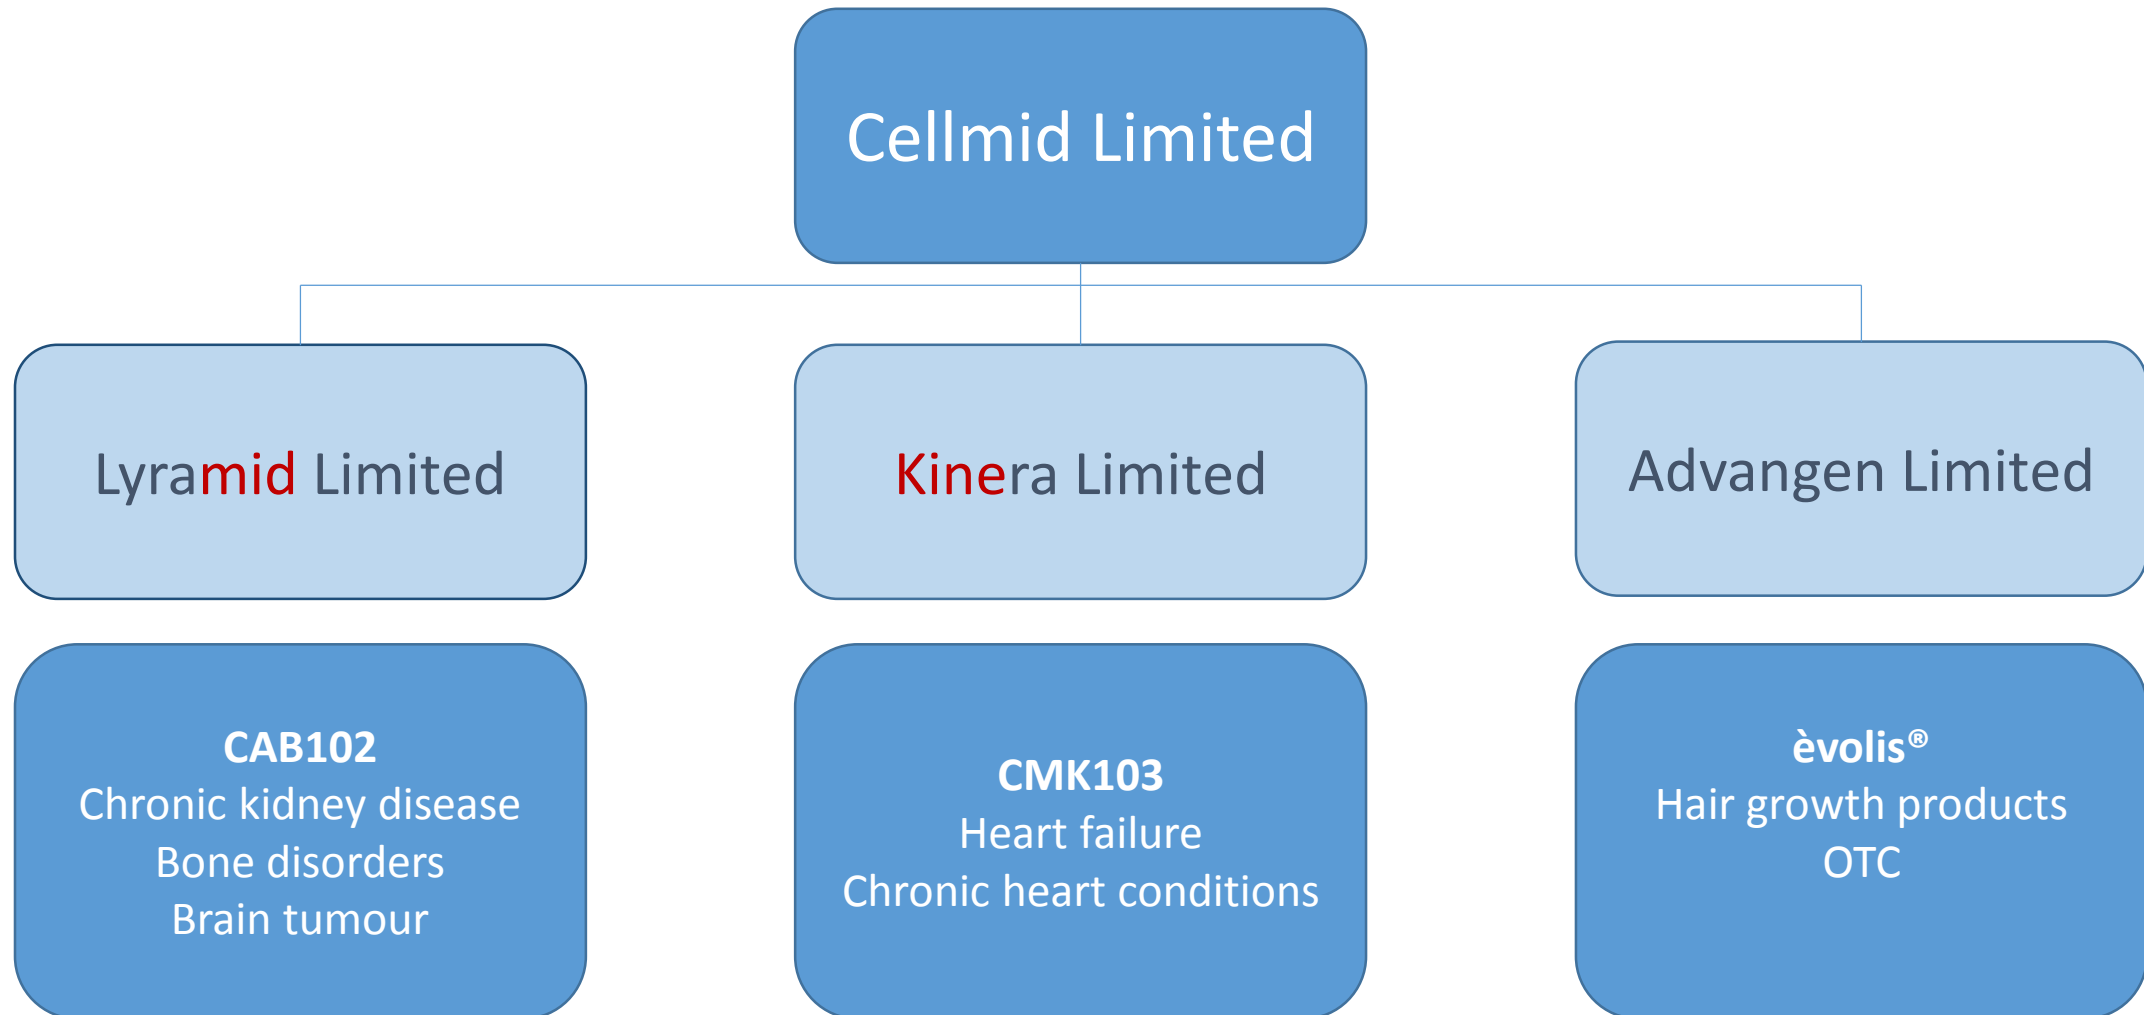 Cellmid Limited
Lyramid Limited
Kinera Limited
Advangen Limited
CAB102
Chronic kidney disease
Bone disorders
Brain tumour
CMK103
Heart failure
Chronic heart conditions
èvolis®
Hair growth products
OTC